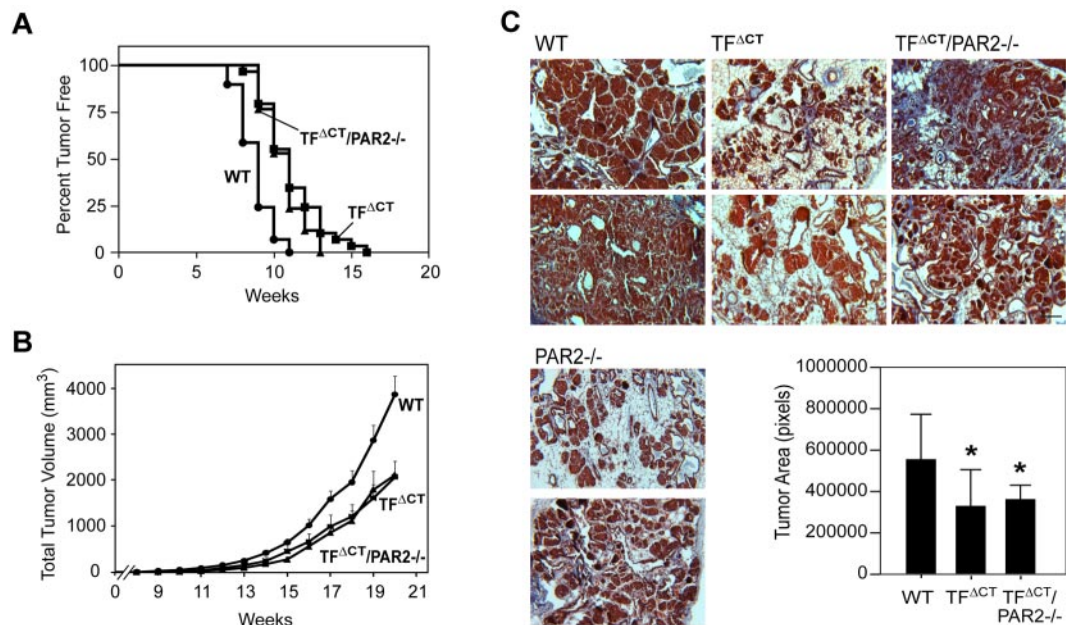 A
Percent Tumor Free
100
75
50
25
0
WT
TF^ΔCT/PAR2-/-
TF^ΔCT
0 5 10 15 20
Weeks
B
Total Tumor Volume (mm³)
4000
3000
2000
1000
0
WT
TF^ΔCT
TF^ΔCT/PAR2-/-
9 11 13 15 17 19 21
Weeks
C
WT TF^ΔCT TF^ΔCT/PAR2-/-
PAR2-/-
Tumor Area (pixels)
1000000
800000
600000
400000
200000
0
* *
WT TF^ΔCT TF^ΔCT/
PAR2-/-